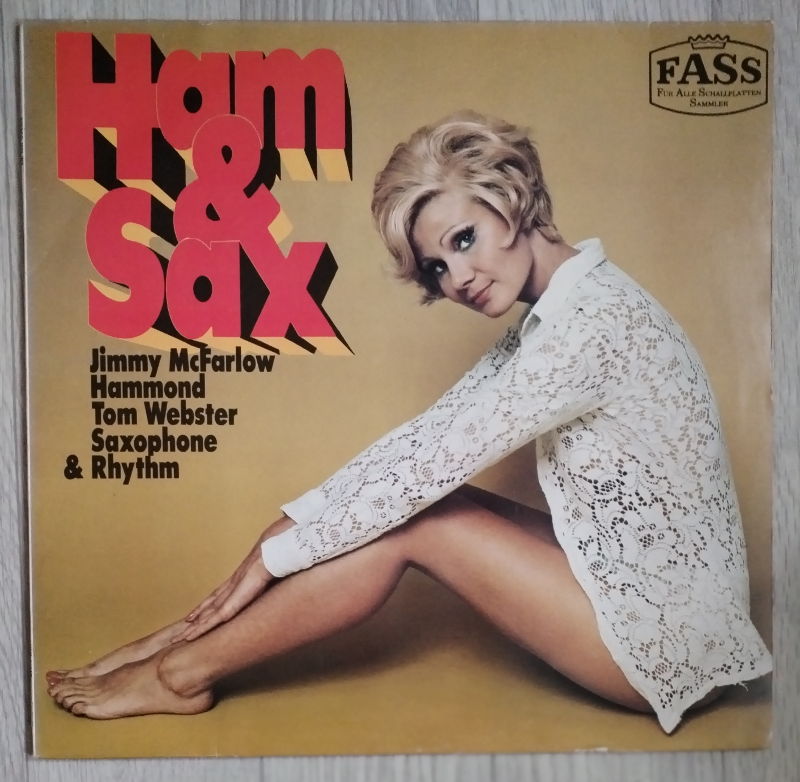 Ham
&
Sax
Jimmy McFarlow
Hammond
Tom Webster
Saxophone
& Rhythm
FASS
FÜR ALLE SCHALLPLATTEN
SAMMLER